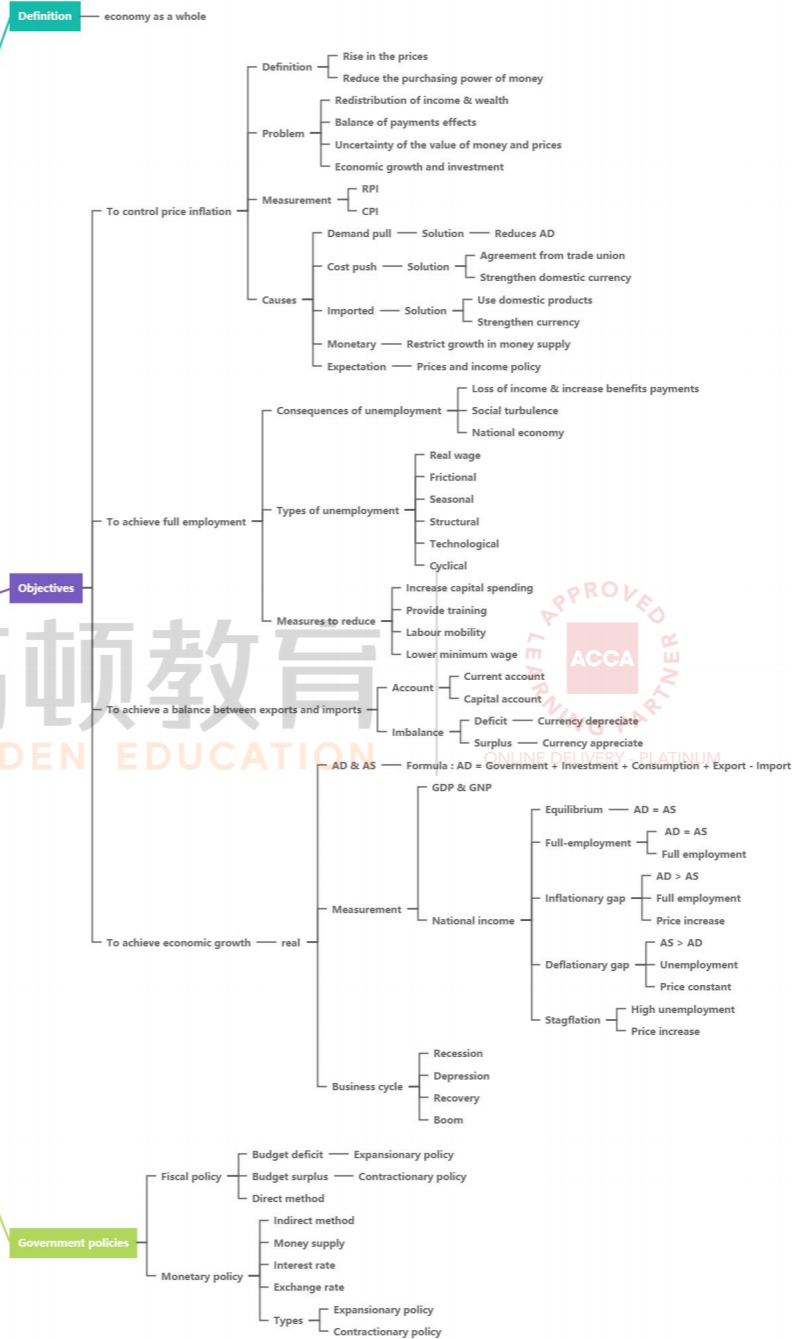 Definition
economy as a whole
Definition
Rise in the prices
Reduce the purchasing power of money
Problem
Redistribution of income & wealth
Balance of payments effects
Uncertainty of the value of money and prices
Economic growth and investment
Measurement
RPI
CPI
To control price inflation
Causes
Demand pull
Solution
Reduces AD
Cost push
Solution
Agreement from trade union
Strengthen domestic currency
Imported
Solution
Use domestic products
Strengthen currency
Monetary
Restrict growth in money supply
Expectation
Prices and income policy
Consequences of unemployment
Loss of income & increase benefits payments
Social turbulence
National economy
To achieve full employment
Types of unemployment
Real wage
Frictional
Seasonal
Structural
Technological
Cyclical
Objectives
Measures to reduce
Increase capital spending
Provide training
Labour mobility
Lower minimum wage
To achieve a balance between exports and imports
Account
Current account
Capital account
Imbalance
Deficit
Currency depreciate
Surplus
Currency appreciate
AD & AS
Formula : AD = Government + Investment + Consumption + Export - Import
To achieve economic growth
real
Measurement
GDP & GNP
National income
Equilibrium
AD = AS
Full-employment
AD = AS
Full employment
Inflationary gap
AD > AS
Full employment
Price increase
Deflationary gap
AS > AD
Unemployment
Price constant
Stagflation
High unemployment
Price increase
Business cycle
Recession
Depression
Recovery
Boom
Government policies
Fiscal policy
Budget deficit
Expansionary policy
Budget surplus
Contractionary policy
Direct method
Monetary policy
Indirect method
Money supply
Interest rate
Exchange rate
Types
Expansionary policy
Contractionary policy
顿教育
DEN EDUCATION
APPROVED
LEARNING PARTNER
ACCA
ONLINE DELIVERY - PLATINUM